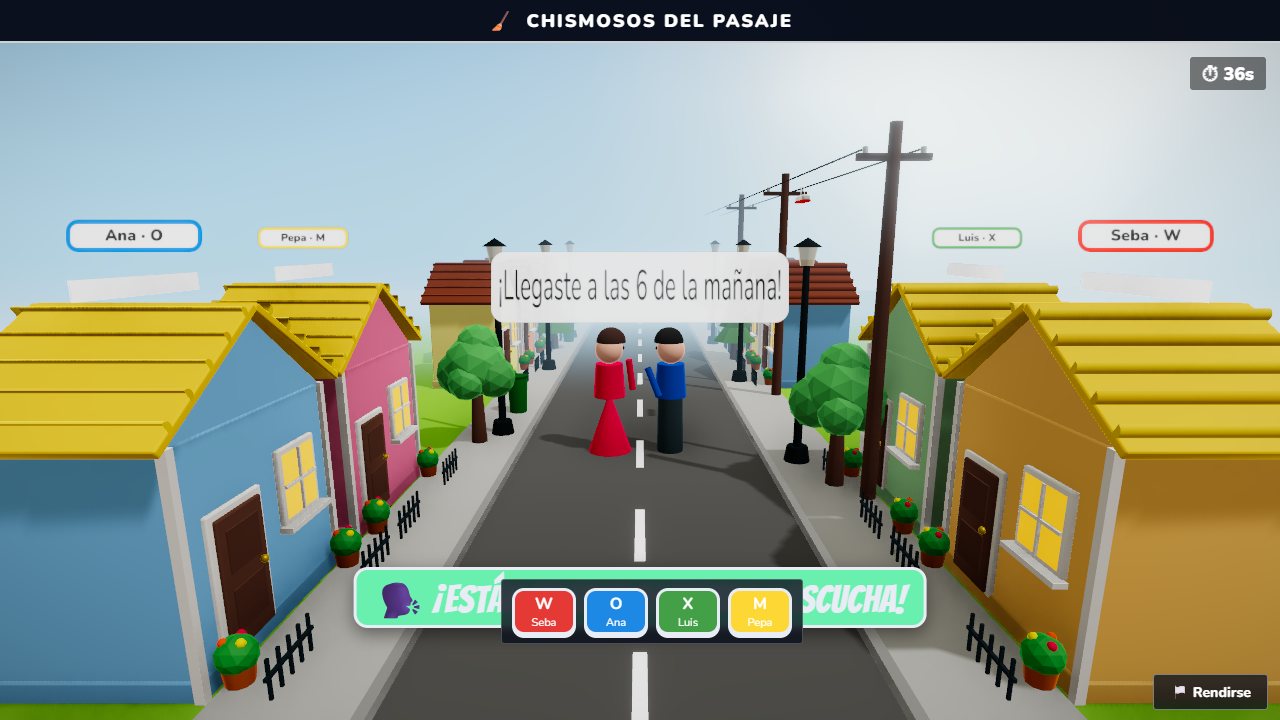 CHISMOSOS DEL PASAJE
36s
Ana · O
Pepa · M
Luis · X
Seba · W
¡Llegaste a las 6 de la mañana!
¡ESTÁ
W
Seba
O
Ana
X
Luis
M
Pepa
Rendirse